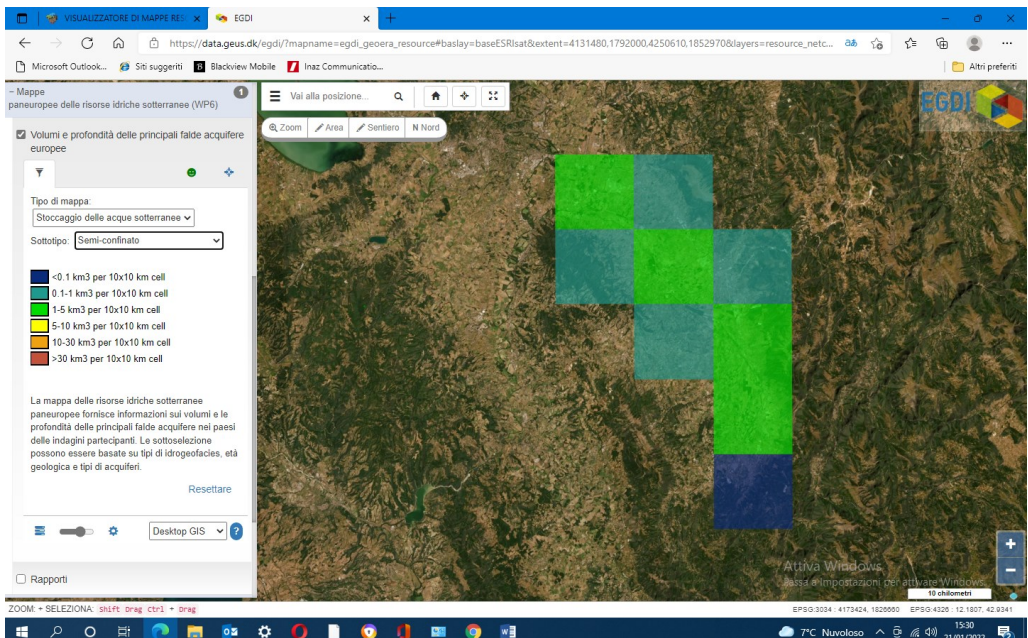 VISUALIZZATORE DI MAPPE RES
EGDI
https://data.geus.dk/egdi/?mapname=egdi_geoera_resource#baslay=baseESRIsat&extent=4131480,1792000,4250610,1852970&layers=resource_netc...
Microsoft Outlook...
Siti suggeriti
Blackview Mobile
Inaz Communicatio...
Altri preferiti
− Mappe
paneuropee delle risorse idriche sotterranee (WP6)
1
Vai alla posizione...
EGDI
Zoom
Area
Sentiero
N Nord
Volumi e profondità delle principali falde acquifere
europee
Tipo di mappa:
Stoccaggio delle acque sotterranee
Sottotipo:
Semi-confinato
<0.1 km3 per 10x10 km cell
0.1-1 km3 per 10x10 km cell
1-5 km3 per 10x10 km cell
5-10 km3 per 10x10 km cell
10-30 km3 per 10x10 km cell
>30 km3 per 10x10 km cell
La mappa delle risorse idriche sotterranee
paneuropee fornisce informazioni sui volumi e le
profondità delle principali falde acquifere nei paesi
delle indagini partecipanti. Le sottoselezione
possono essere basate su tipi di idrogeofacies, età
geologica e tipi di acquiferi.
Resettare
Desktop GIS
?
Rapporti
Attiva Windows
Passa a Impostazioni per attivare Windows.
10 chilometri
ZOOM: + SELEZIONA: Shift Drag Ctrl + Drag
EPSG:3034 : 4173424, 1826660
EPSG:4326 : 12.1807, 42.9341
7°C Nuvoloso
15:30
21/01/2022